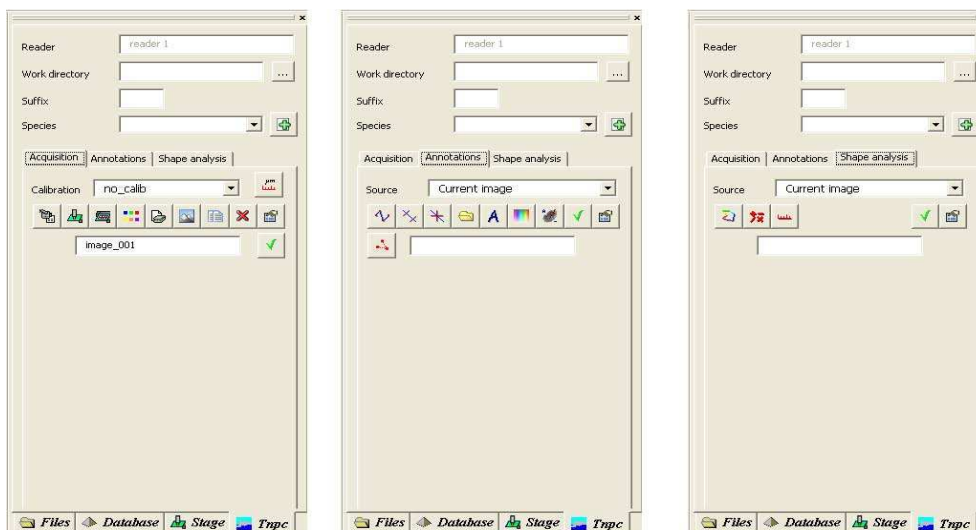 Reader reader 1
Work directory ...
Suffix
Species
Acquisition Annotations Shape analysis
Calibration no_calib µm
image_001
Files Database Stage Tnpc
Reader reader 1
Work directory ...
Suffix
Species
Acquisition Annotations Shape analysis
Source Current image
A
Files Database Stage Tnpc
Reader reader 1
Work directory ...
Suffix
Species
Acquisition Annotations Shape analysis
Source Current image
Files Database Stage Tnpc